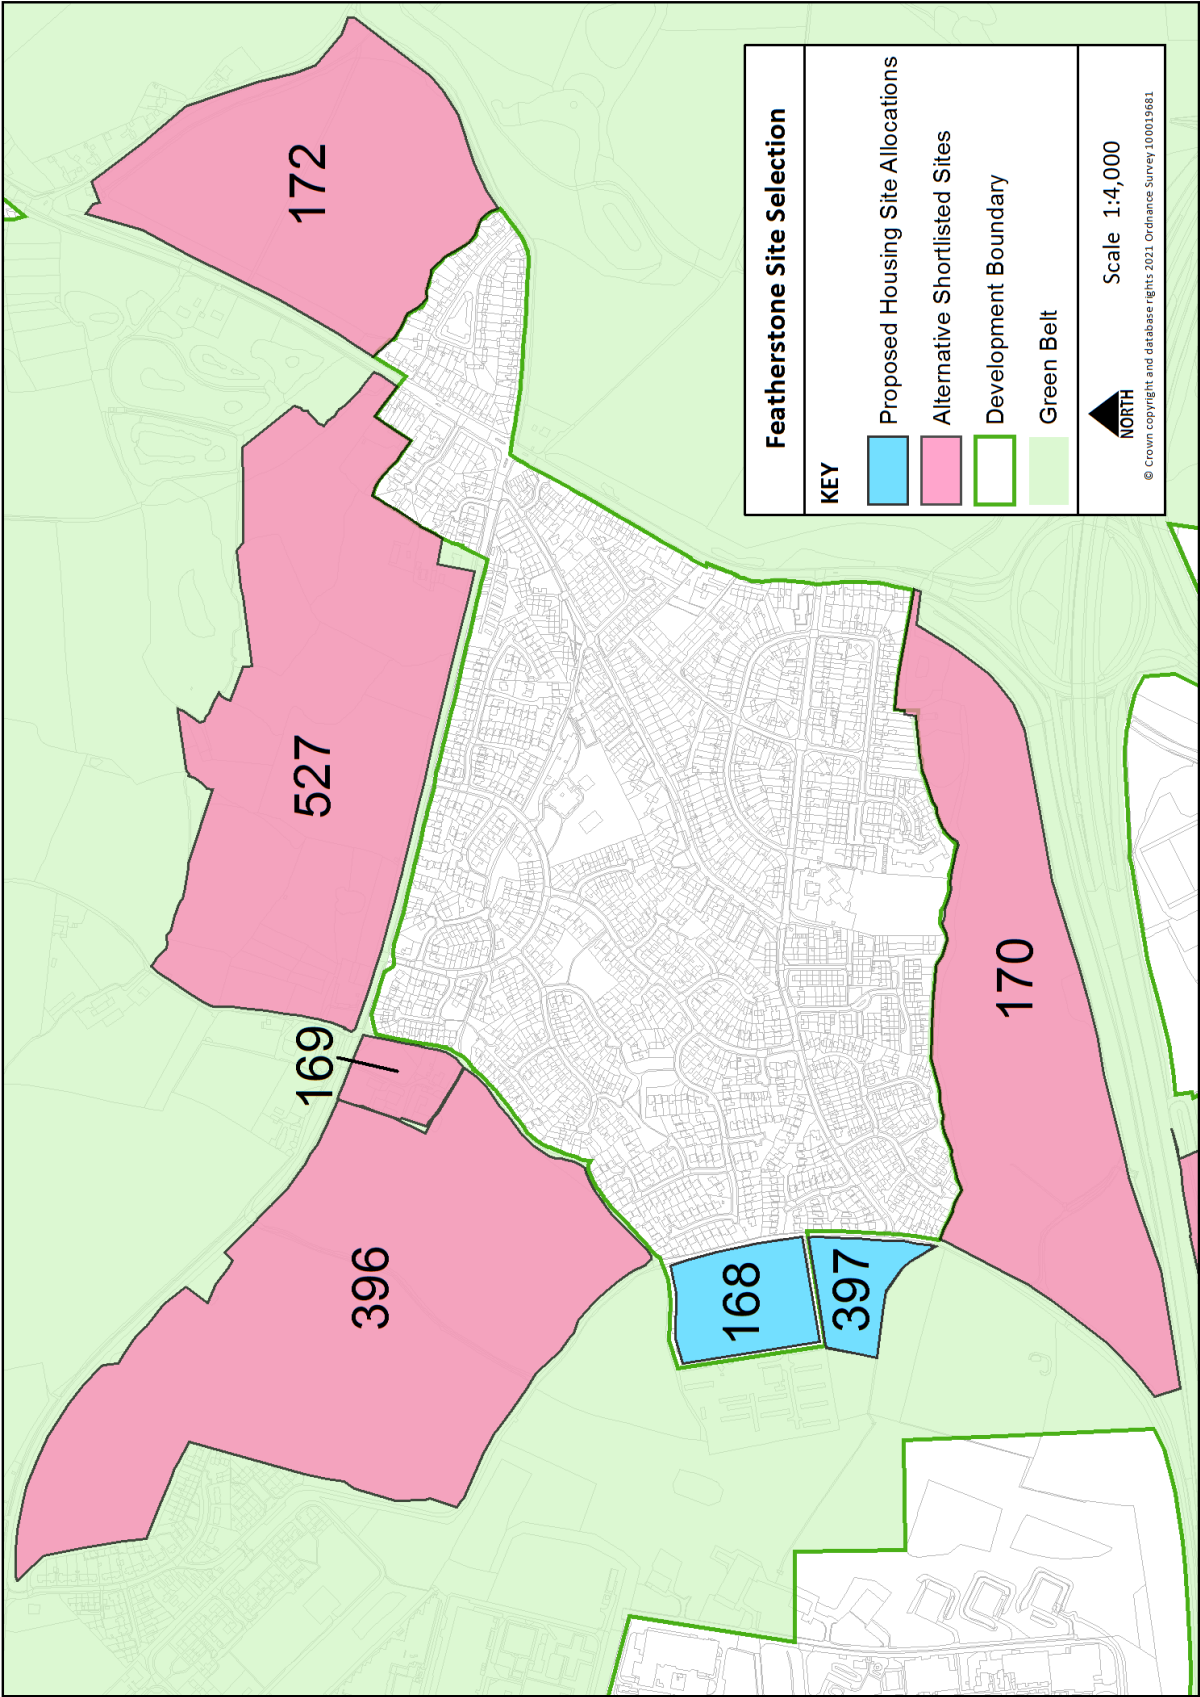 172
527
169
396
168
397
170
Featherstone Site Selection
KEY
Proposed Housing Site Allocations
Alternative Shortlisted Sites
Development Boundary
Green Belt
NORTH
Scale 1:4,000
© Crown copyright and database rights 2021 Ordnance Survey 100019681